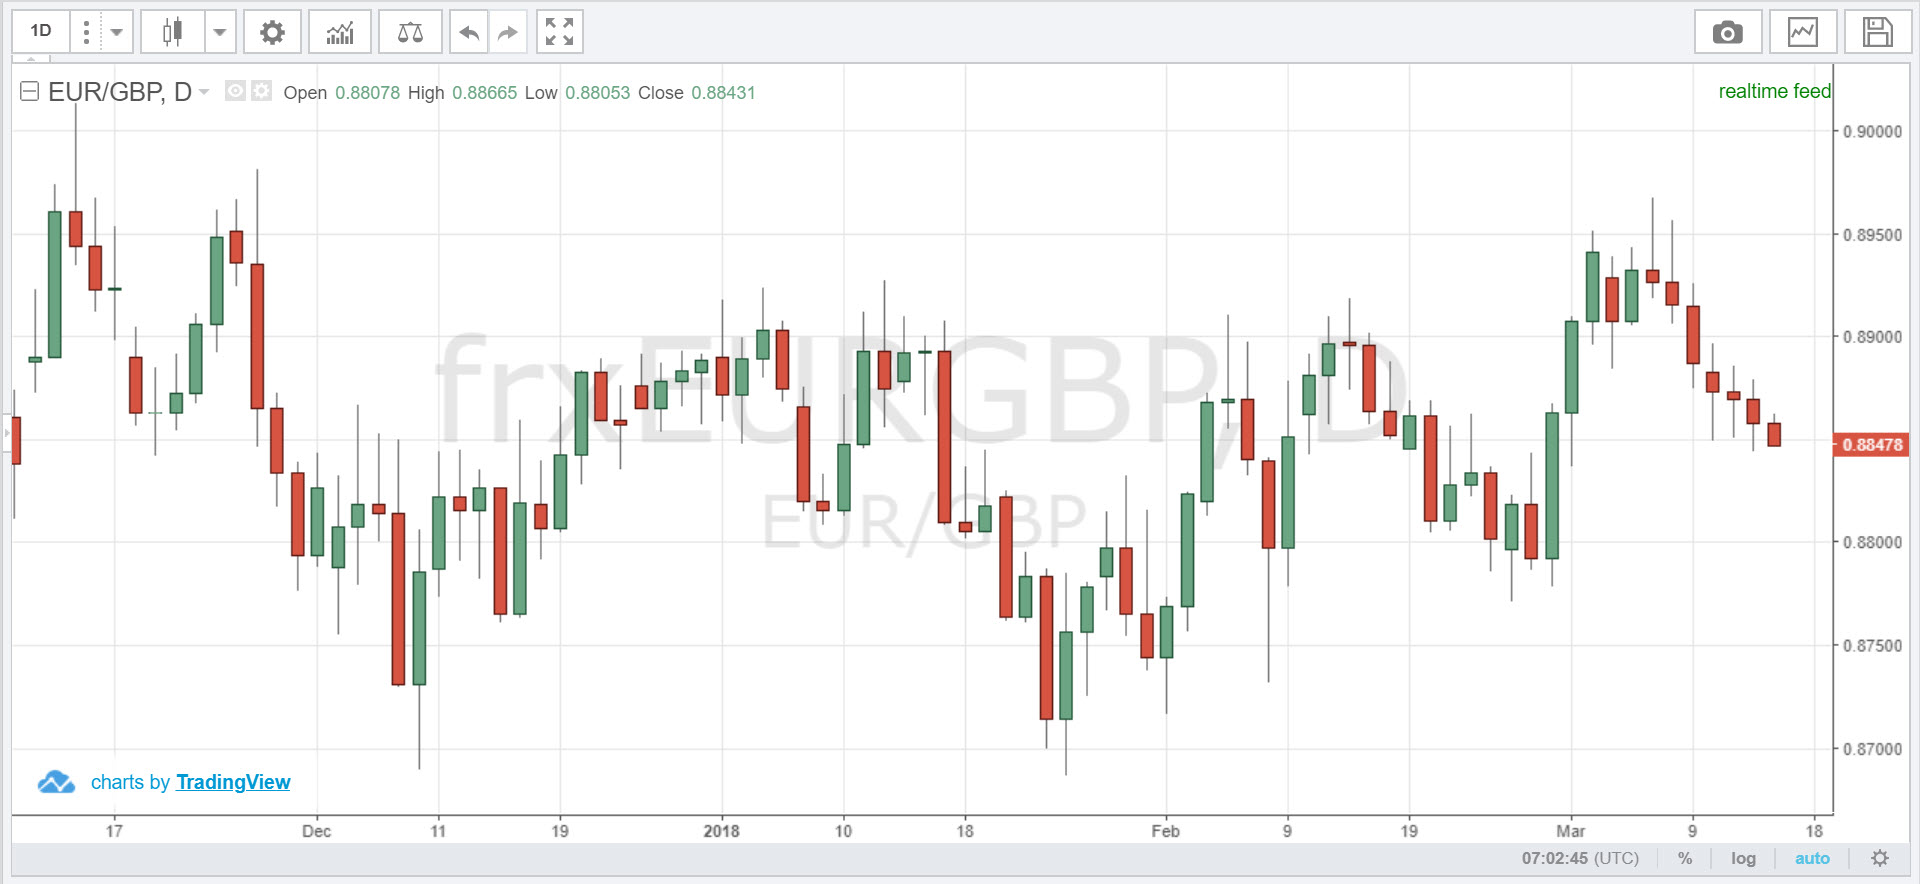 1D
EUR/GBP, D Open 0.88078 High 0.88665 Low 0.88053 Close 0.88431
realtime feed
0.90000
0.89500
0.89000
0.88478
0.88000
0.87500
0.87000
frxEURGBP, D
EUR/GBP
charts by TradingView
17 Dec 11 19 2018 10 18 Feb 9 19 Mar 9 18
07:02:45 (UTC) % log auto